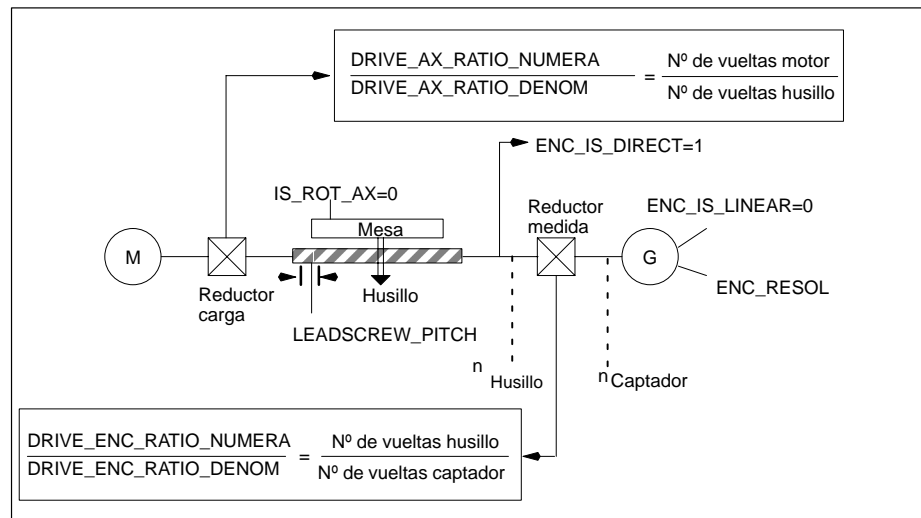 DRIVE_AX_RATIO_NUMERA
DRIVE_AX_RATIO_DENOM
=
Nº de vueltas motor
Nº de vueltas husillo
ENC_IS_DIRECT=1
IS_ROT_AX=0
Mesa
Reductor
medida
ENC_IS_LINEAR=0
M
G
Reductor
carga
Husillo
ENC_RESOL
LEADSCREW_PITCH
n Husillo
n Captador
DRIVE_ENC_RATIO_NUMERA
DRIVE_ENC_RATIO_DENOM
=
Nº de vueltas husillo
Nº de vueltas captador